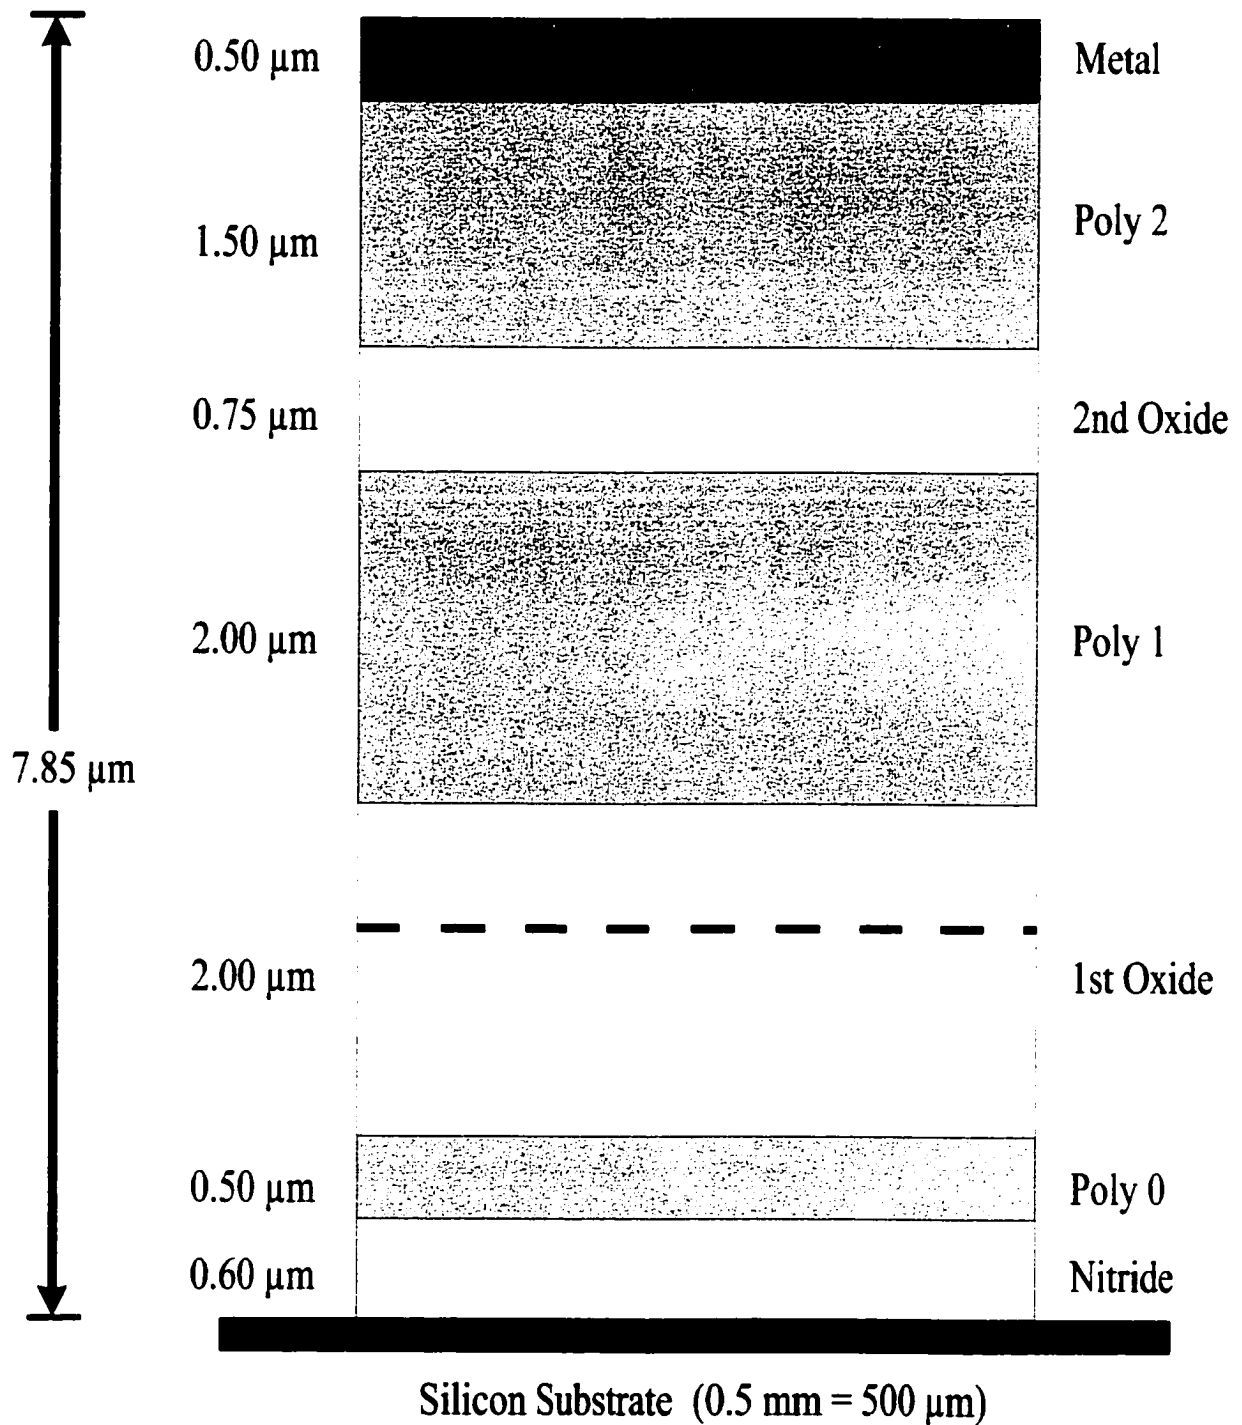 0.50 µm Metal
1.50 µm Poly 2
0.75 µm 2nd Oxide
2.00 µm Poly 1
7.85 µm
2.00 µm 1st Oxide
0.50 µm Poly 0
0.60 µm Nitride
Silicon Substrate (0.5 mm = 500 µm)